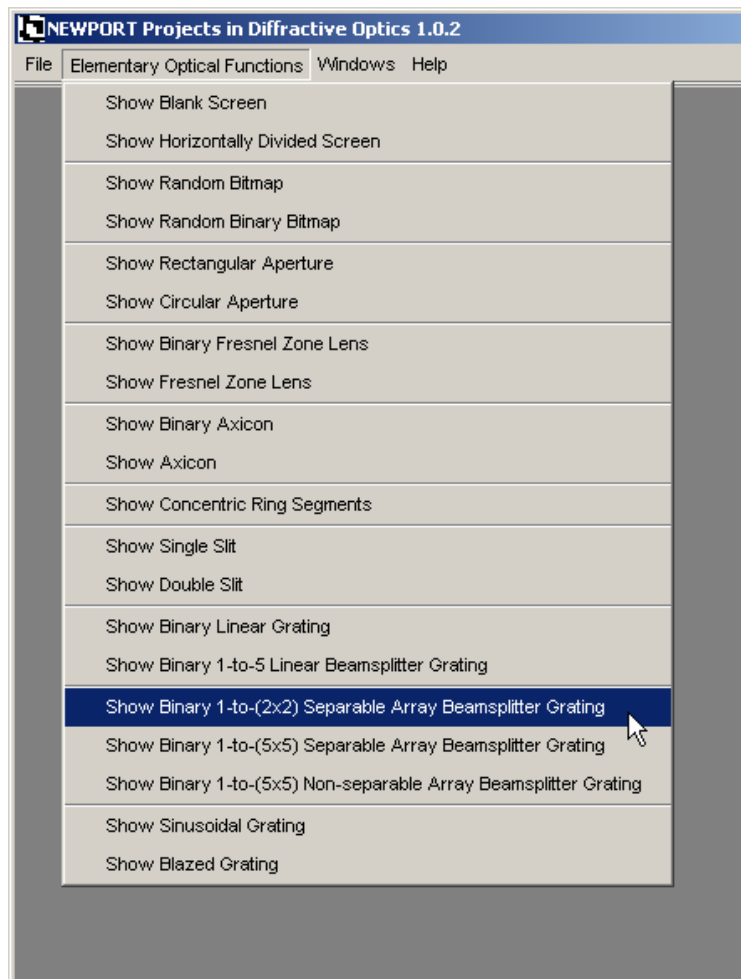 NEWPORT Projects in Diffractive Optics 1.0.2
File Elementary Optical Functions Windows Help
Show Blank Screen
Show Horizontally Divided Screen
Show Random Bitmap
Show Random Binary Bitmap
Show Rectangular Aperture
Show Circular Aperture
Show Binary Fresnel Zone Lens
Show Fresnel Zone Lens
Show Binary Axicon
Show Axicon
Show Concentric Ring Segments
Show Single Slit
Show Double Slit
Show Binary Linear Grating
Show Binary 1-to-5 Linear Beamsplitter Grating
Show Binary 1-to-(2x2) Separable Array Beamsplitter Grating
Show Binary 1-to-(5x5) Separable Array Beamsplitter Grating
Show Binary 1-to-(5x5) Non-separable Array Beamsplitter Grating
Show Sinusoidal Grating
Show Blazed Grating